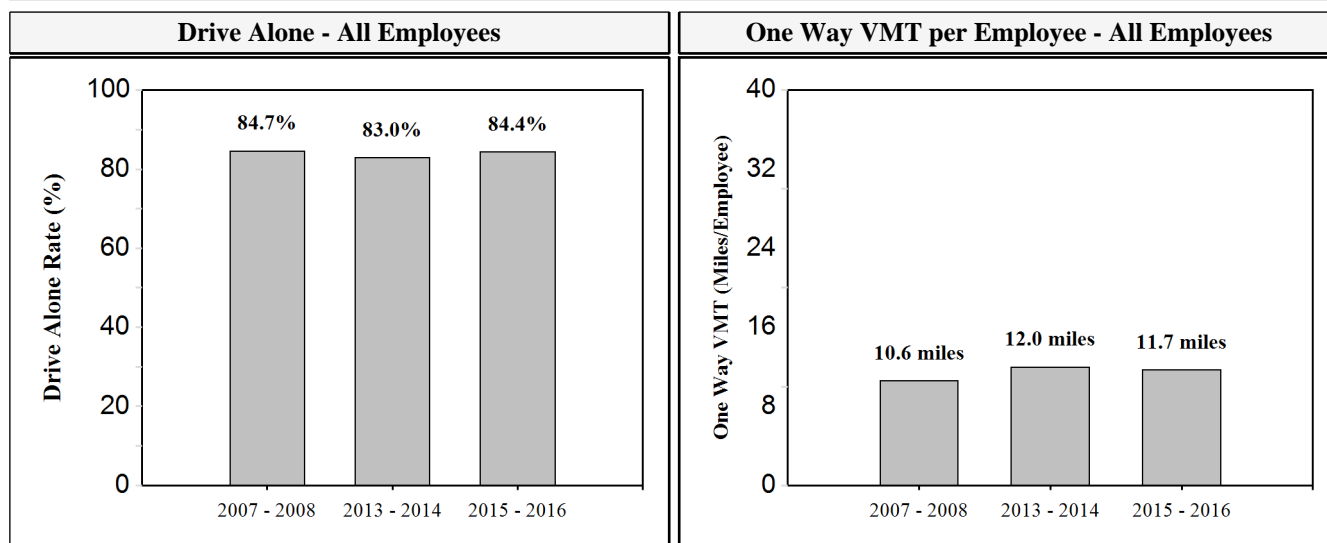 Drive Alone - All Employees
One Way VMT per Employee - All Employees
Drive Alone Rate (%)
100
80
60
40
20
0
84.7%
83.0%
84.4%
2007 - 2008
2013 - 2014
2015 - 2016
One Way VMT (Miles/Employee)
40
32
24
16
8
0
10.6 miles
12.0 miles
11.7 miles
2007 - 2008
2013 - 2014
2015 - 2016